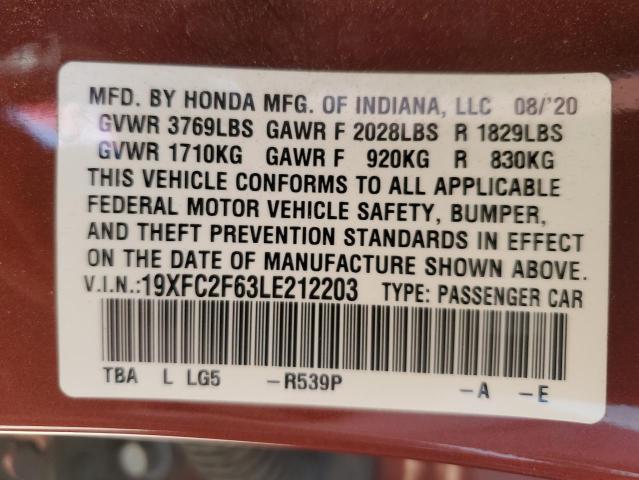 MFD. BY HONDA MFG. OF INDIANA, LLC 08/'20
GVWR 3769LBS GAWR F 2028LBS R 1829LBS
GVWR 1710KG GAWR F 920KG R 830KG
THIS VEHICLE CONFORMS TO ALL APPLICABLE
FEDERAL MOTOR VEHICLE SAFETY, BUMPER,
AND THEFT PREVENTION STANDARDS IN EFFECT
ON THE DATE OF MANUFACTURE SHOWN ABOVE.
V.I.N.:19XFC2F63LE212203 TYPE: PASSENGER CAR
TBA L LG5 -R539P -A -E